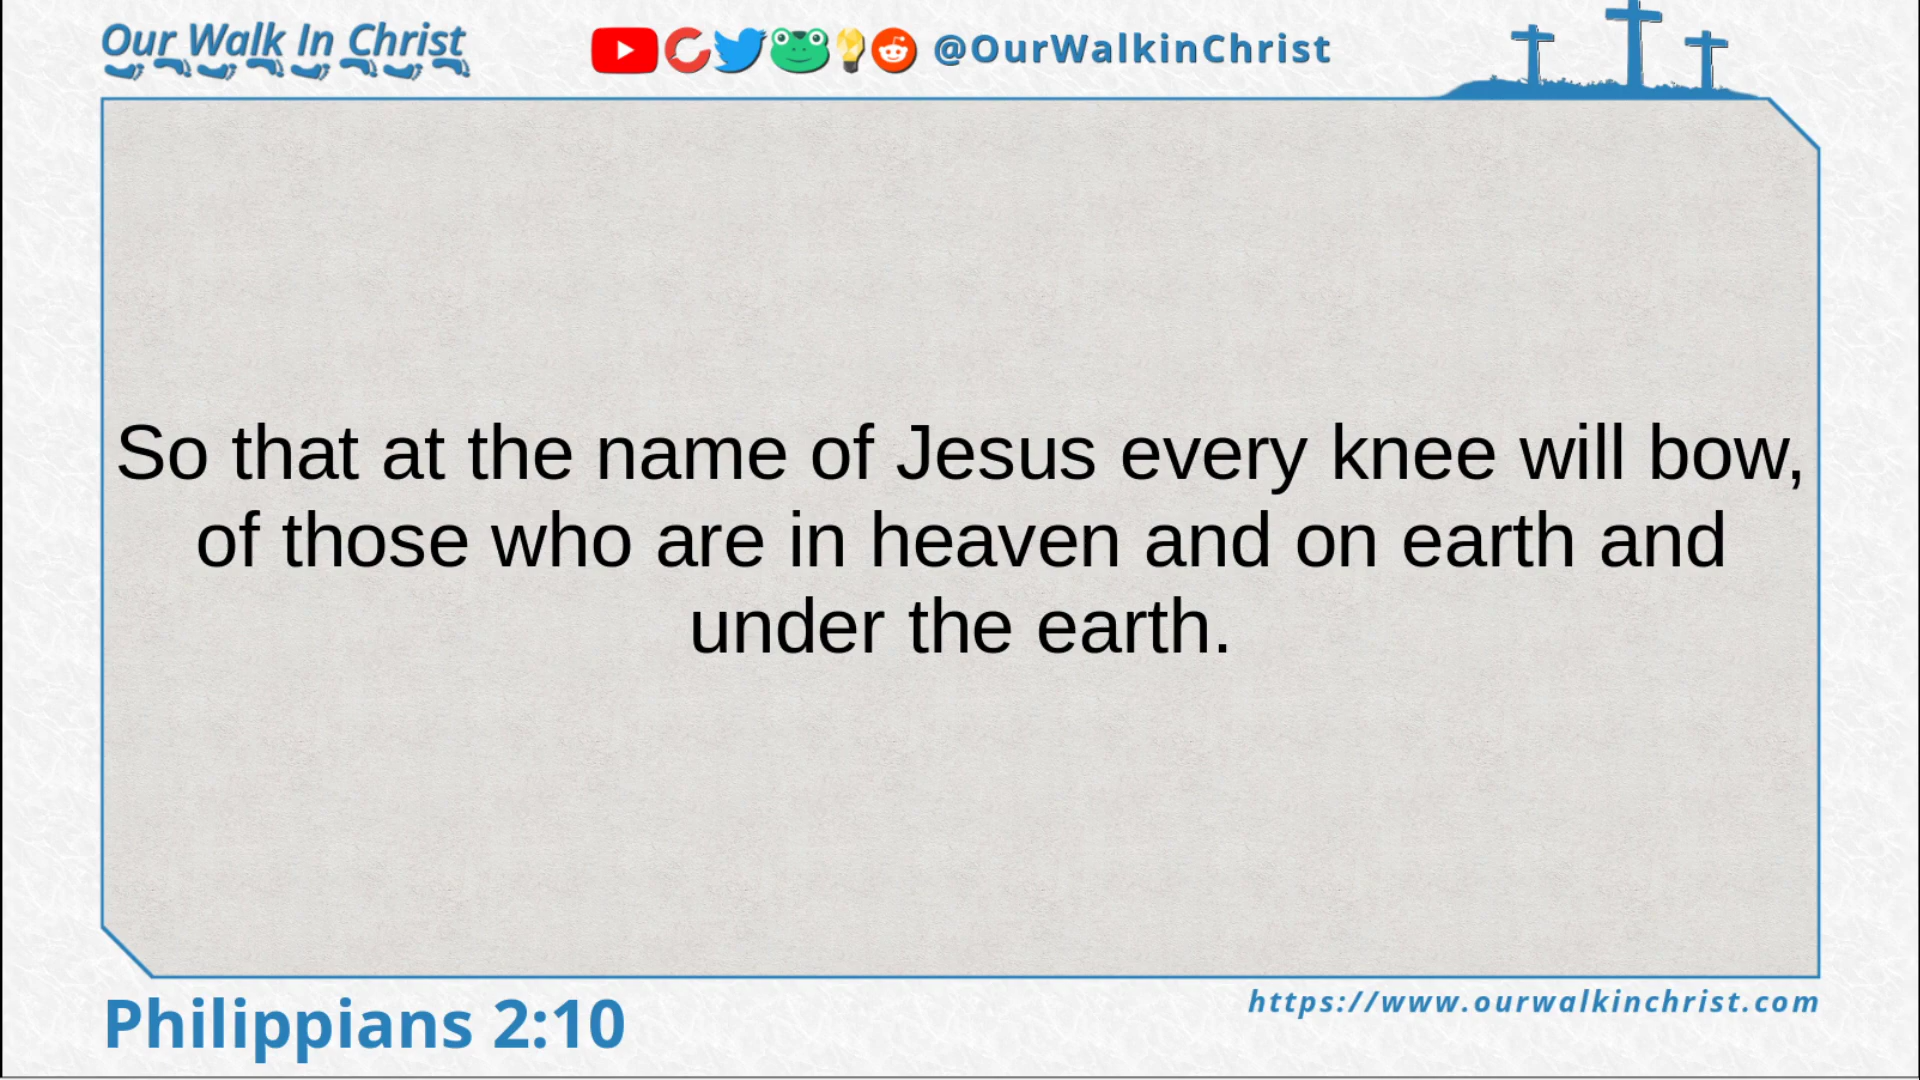 Our Walk In Christ
@OurWalkinChrist
So that at the name of Jesus every knee will bow,
of those who are in heaven and on earth and
under the earth.
Philippians 2:10
https://www.ourwalkinchrist.com